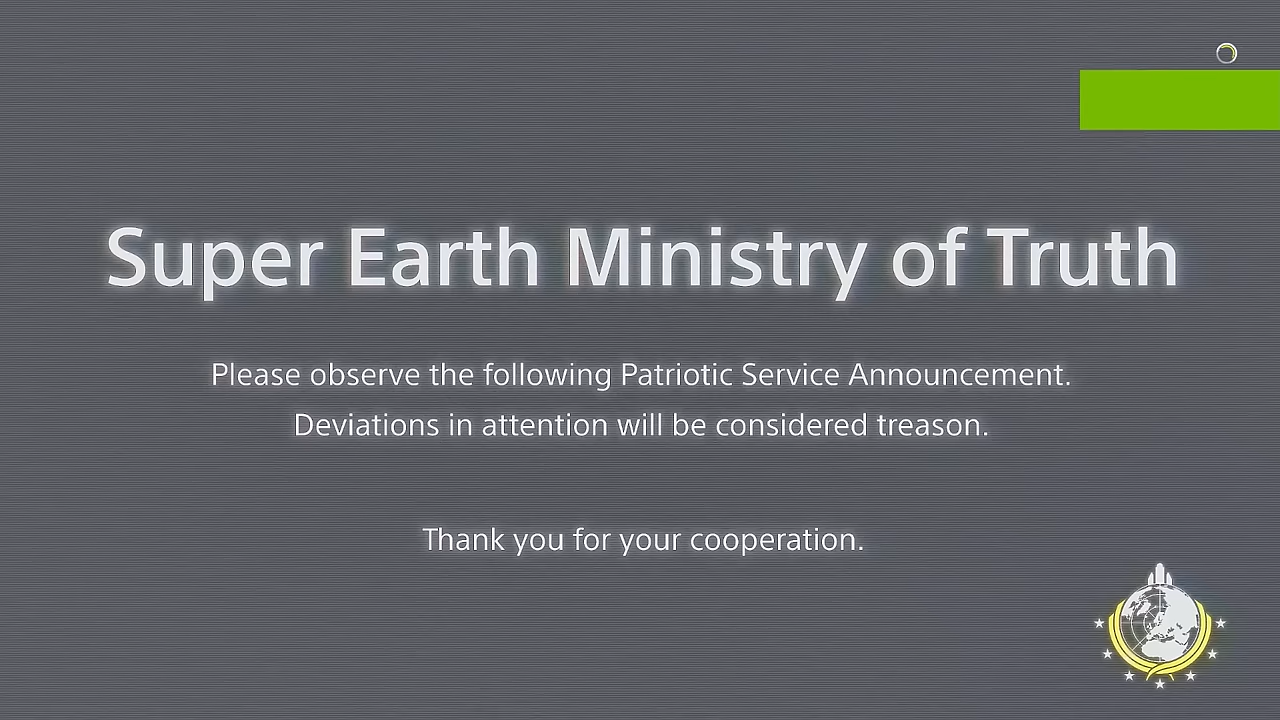 Super Earth Ministry of Truth
Please observe the following Patriotic Service Announcement.
Deviations in attention will be considered treason.
Thank you for your cooperation.